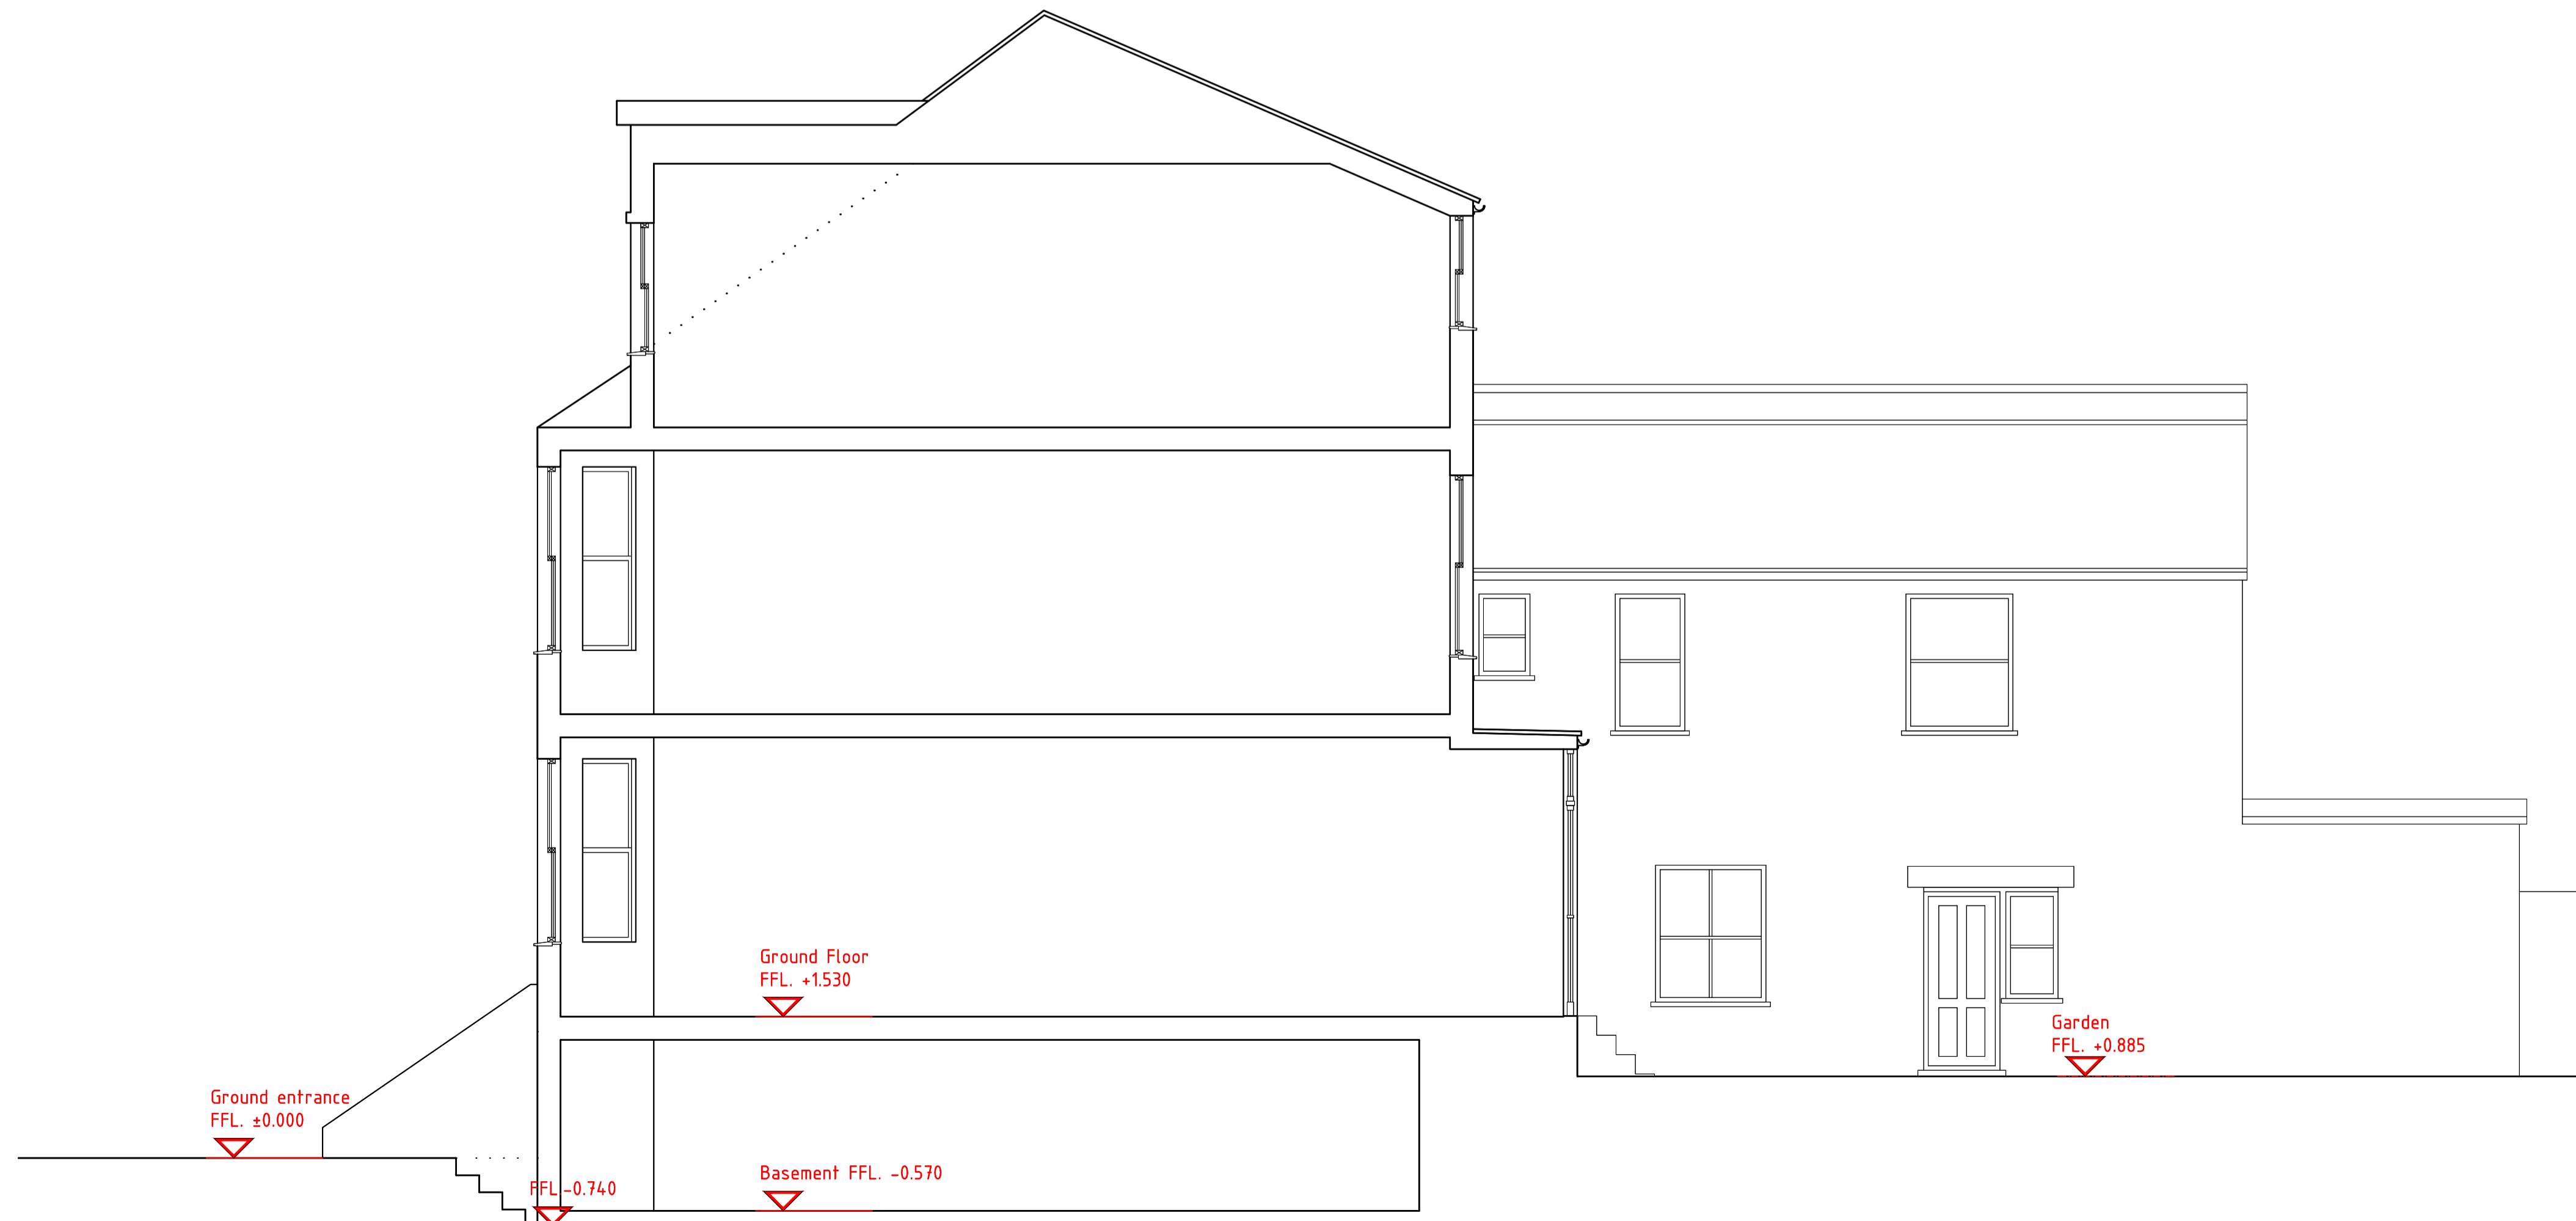 Ground Floor
FFL. +1.530
Garden
FFL. +0.885
Ground entrance
FFL. ±0.000
Basement FFL. -0.570
FFL.-0.740